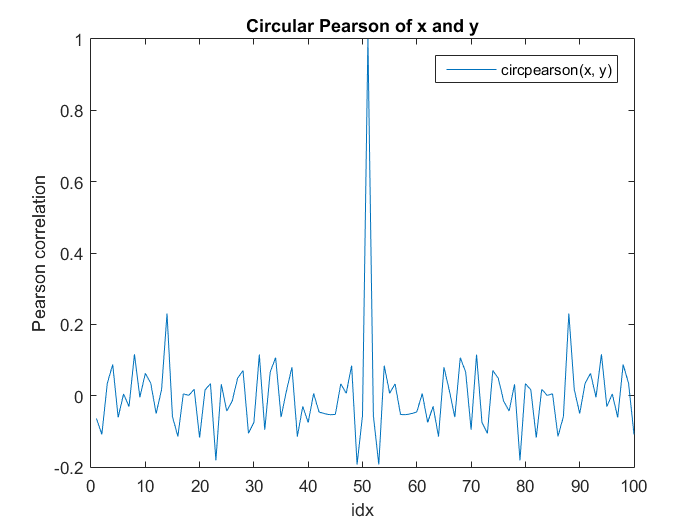 Circular Pearson of x and y
circpearson(x, y)
Pearson correlation
1
0.8
0.6
0.4
0.2
0
-0.2
0 10 20 30 40 50 60 70 80 90 100
idx